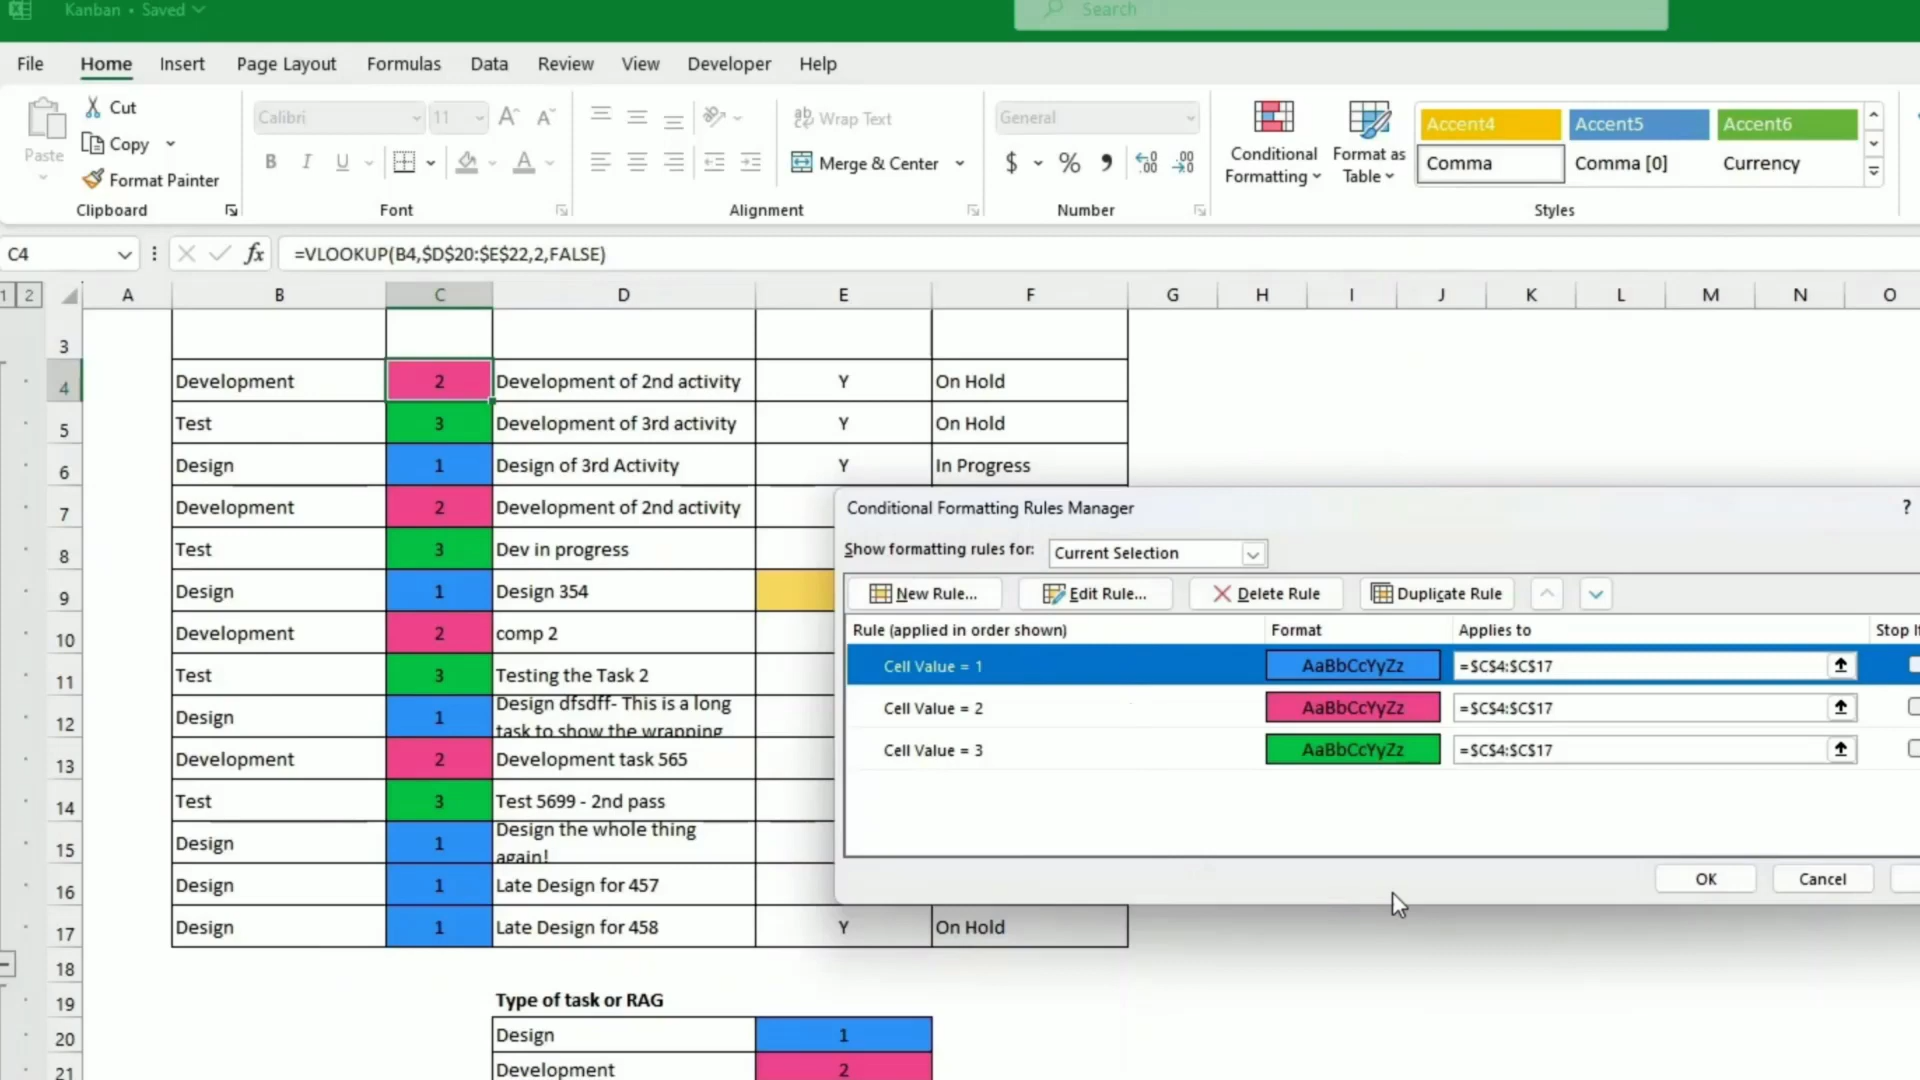 Kanban • Saved
Search
File Home Insert Page Layout Formulas Data Review View Developer Help
Paste
Cut
Copy
Format Painter
Clipboard
Calibri 11
B I U
Font
Wrap Text
Merge & Center
Alignment
General
$ % 9
Number
Conditional Formatting
Format as Table
Accent4 Accent5 Accent6
Comma Comma [0] Currency
Styles
C4 fx =VLOOKUP(B4,$D$20:$E$22,2,FALSE)
1 2 A B C D E F G H I J K L M N O
3
4 Development 2 Development of 2nd activity Y On Hold
5 Test 3 Development of 3rd activity Y On Hold
6 Design 1 Design of 3rd Activity Y In Progress
7 Development 2 Development of 2nd activity
8 Test 3 Dev in progress
9 Design 1 Design 354
10 Development 2 comp 2
11 Test 3 Testing the Task 2
12 Design 1 Design dfsdff- This is a long
task to show the wrapping
13 Development 2 Development task 565
14 Test 3 Test 5699 - 2nd pass
15 Design 1 Design the whole thing
again!
16 Design 1 Late Design for 457
17 Design 1 Late Design for 458 Y On Hold
18
19 Type of task or RAG
20 Design 1
21 Development 2
Conditional Formatting Rules Manager ?
Show formatting rules for: Current Selection
New Rule... Edit Rule... Delete Rule Duplicate Rule
Rule (applied in order shown) Format Applies to Stop
Cell Value = 1 AaBbCcYyZz =$C$4:$C$17
Cell Value = 2 AaBbCcYyZz =$C$4:$C$17
Cell Value = 3 AaBbCcYyZz =$C$4:$C$17
OK Cancel